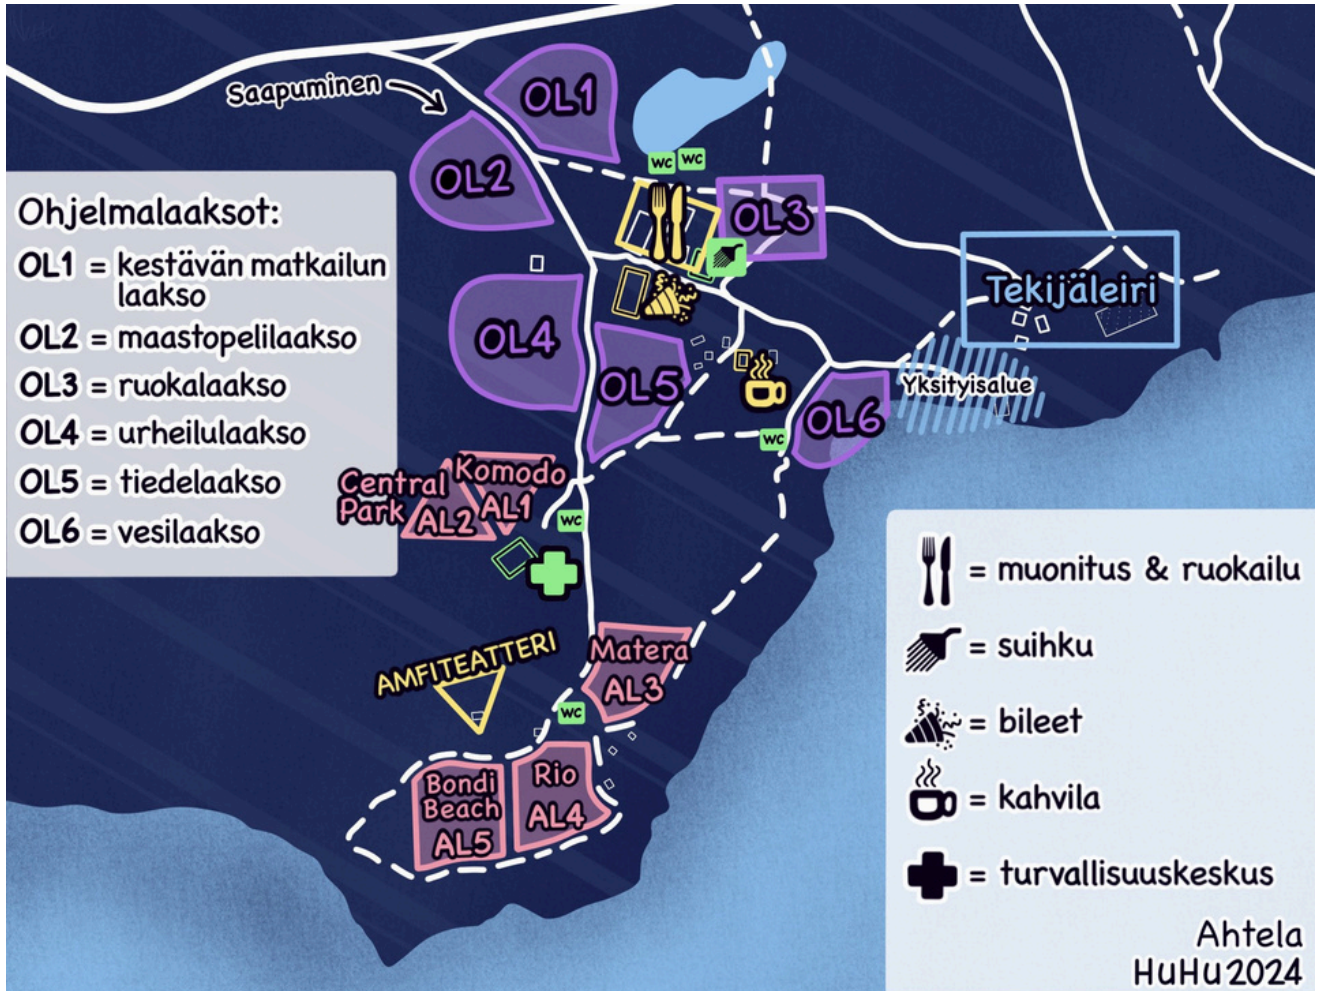 Saapuminen
OL1
OL2
WC
WC
OL3
Ohjelmalaaksot:
OL1 = kestävän matkailun
laakso
OL2 = maastopelilaakso
OL3 = ruokalaakso
OL4 = urheilulaakso
OL5 = tiedelaakso
OL6 = vesilaakso
Tekijäleiri
OL4
OL5
Yksityisalue
OL6
WC
Central
Park
AL2
Komodo
AL1
WC
AMFITEATTERI
Matera
AL3
WC
Bondi
Beach
AL5
Rio
AL4
= muonitus & ruokailu
= suihku
= bileet
= kahvila
= turvallisuuskeskus
Ahtela
HuHu2024